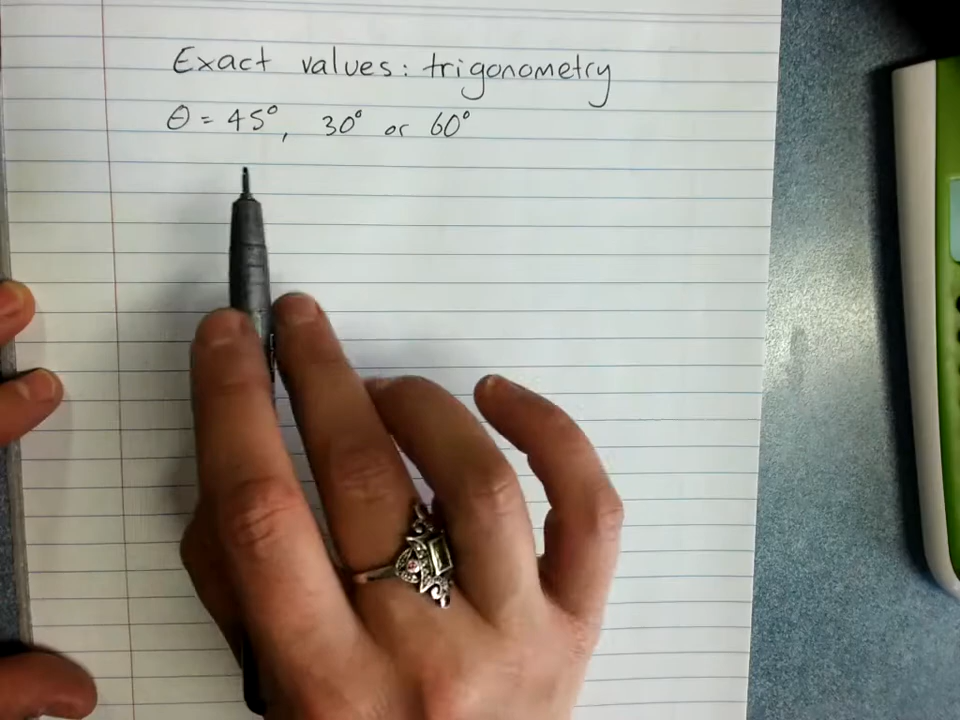 Exact values: trigonometry
θ = 45°, 30° or 60°